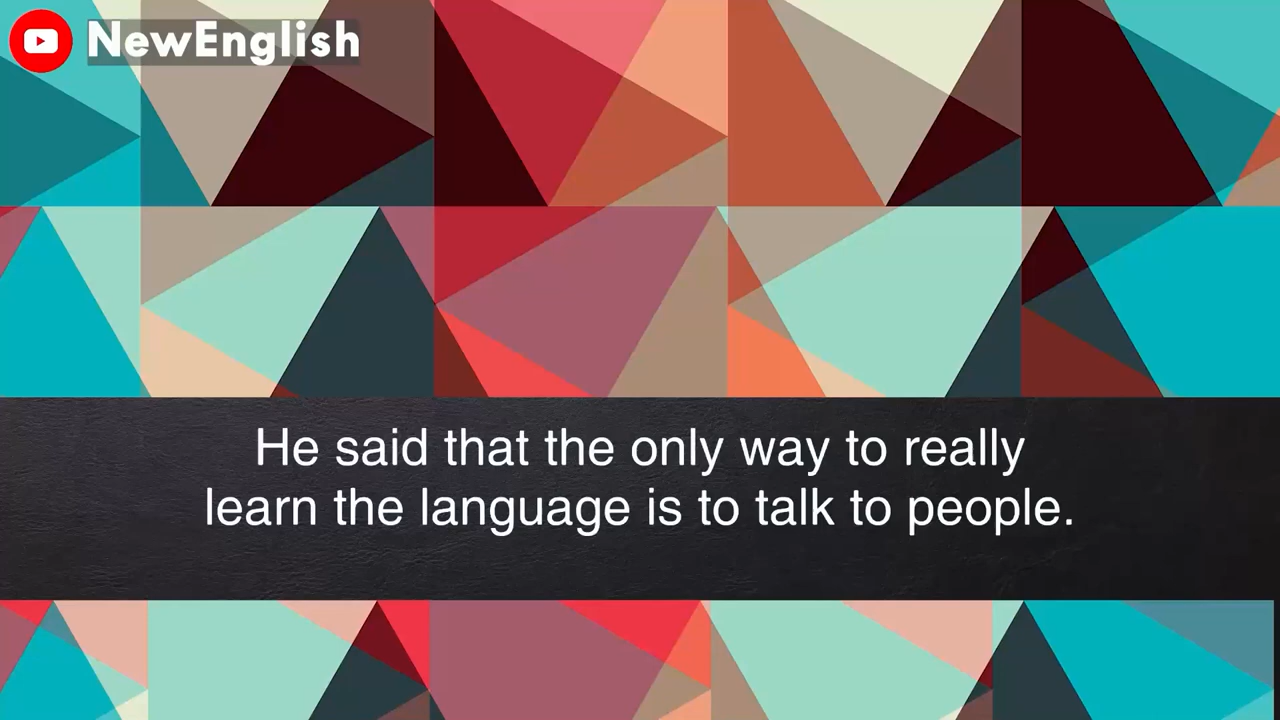 NewEnglish
He said that the only way to really
learn the language is to talk to people.